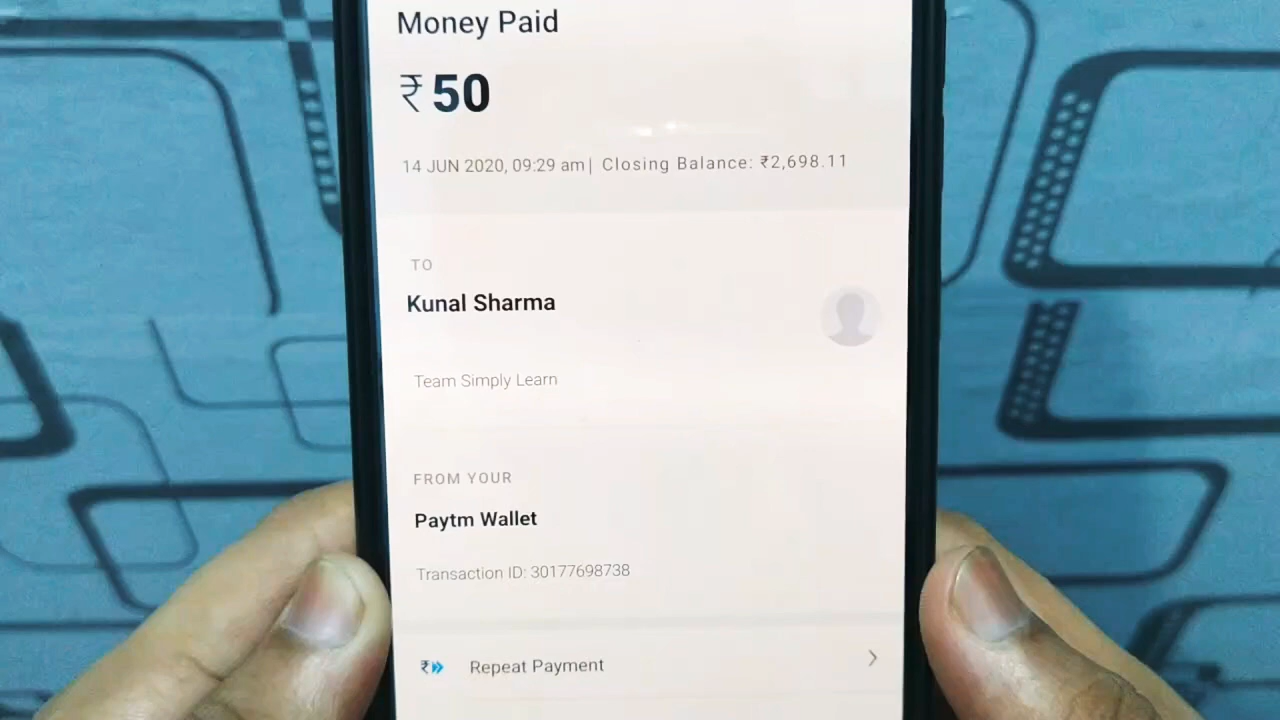 Money Paid
₹50
14 JUN 2020, 09:29 am| Closing Balance: ₹2,698.11
TO
Kunal Sharma
Team Simply Learn
FROM YOUR
Paytm Wallet
Transaction ID: 30177698738
₹ Repeat Payment